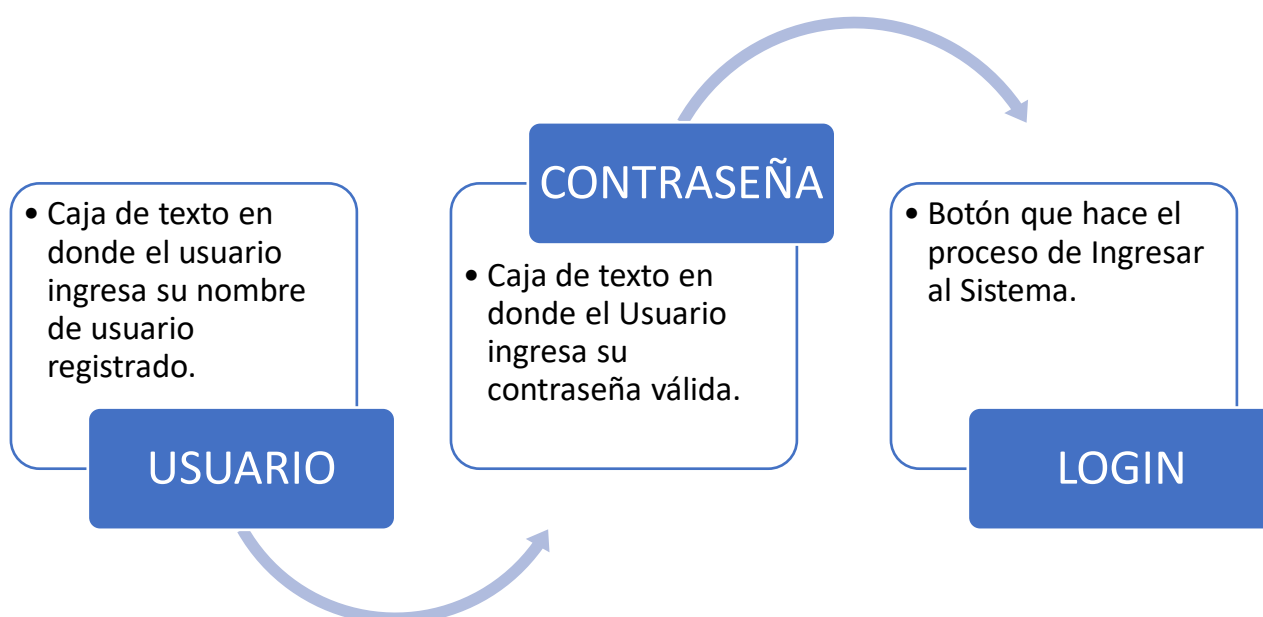 • Caja de texto en
donde el usuario
ingresa su nombre
de usuario
registrado.
USUARIO
CONTRASEÑA
• Caja de texto en
donde el Usuario
ingresa su
contraseña válida.
• Botón que hace el
proceso de Ingresar
al Sistema.
LOGIN